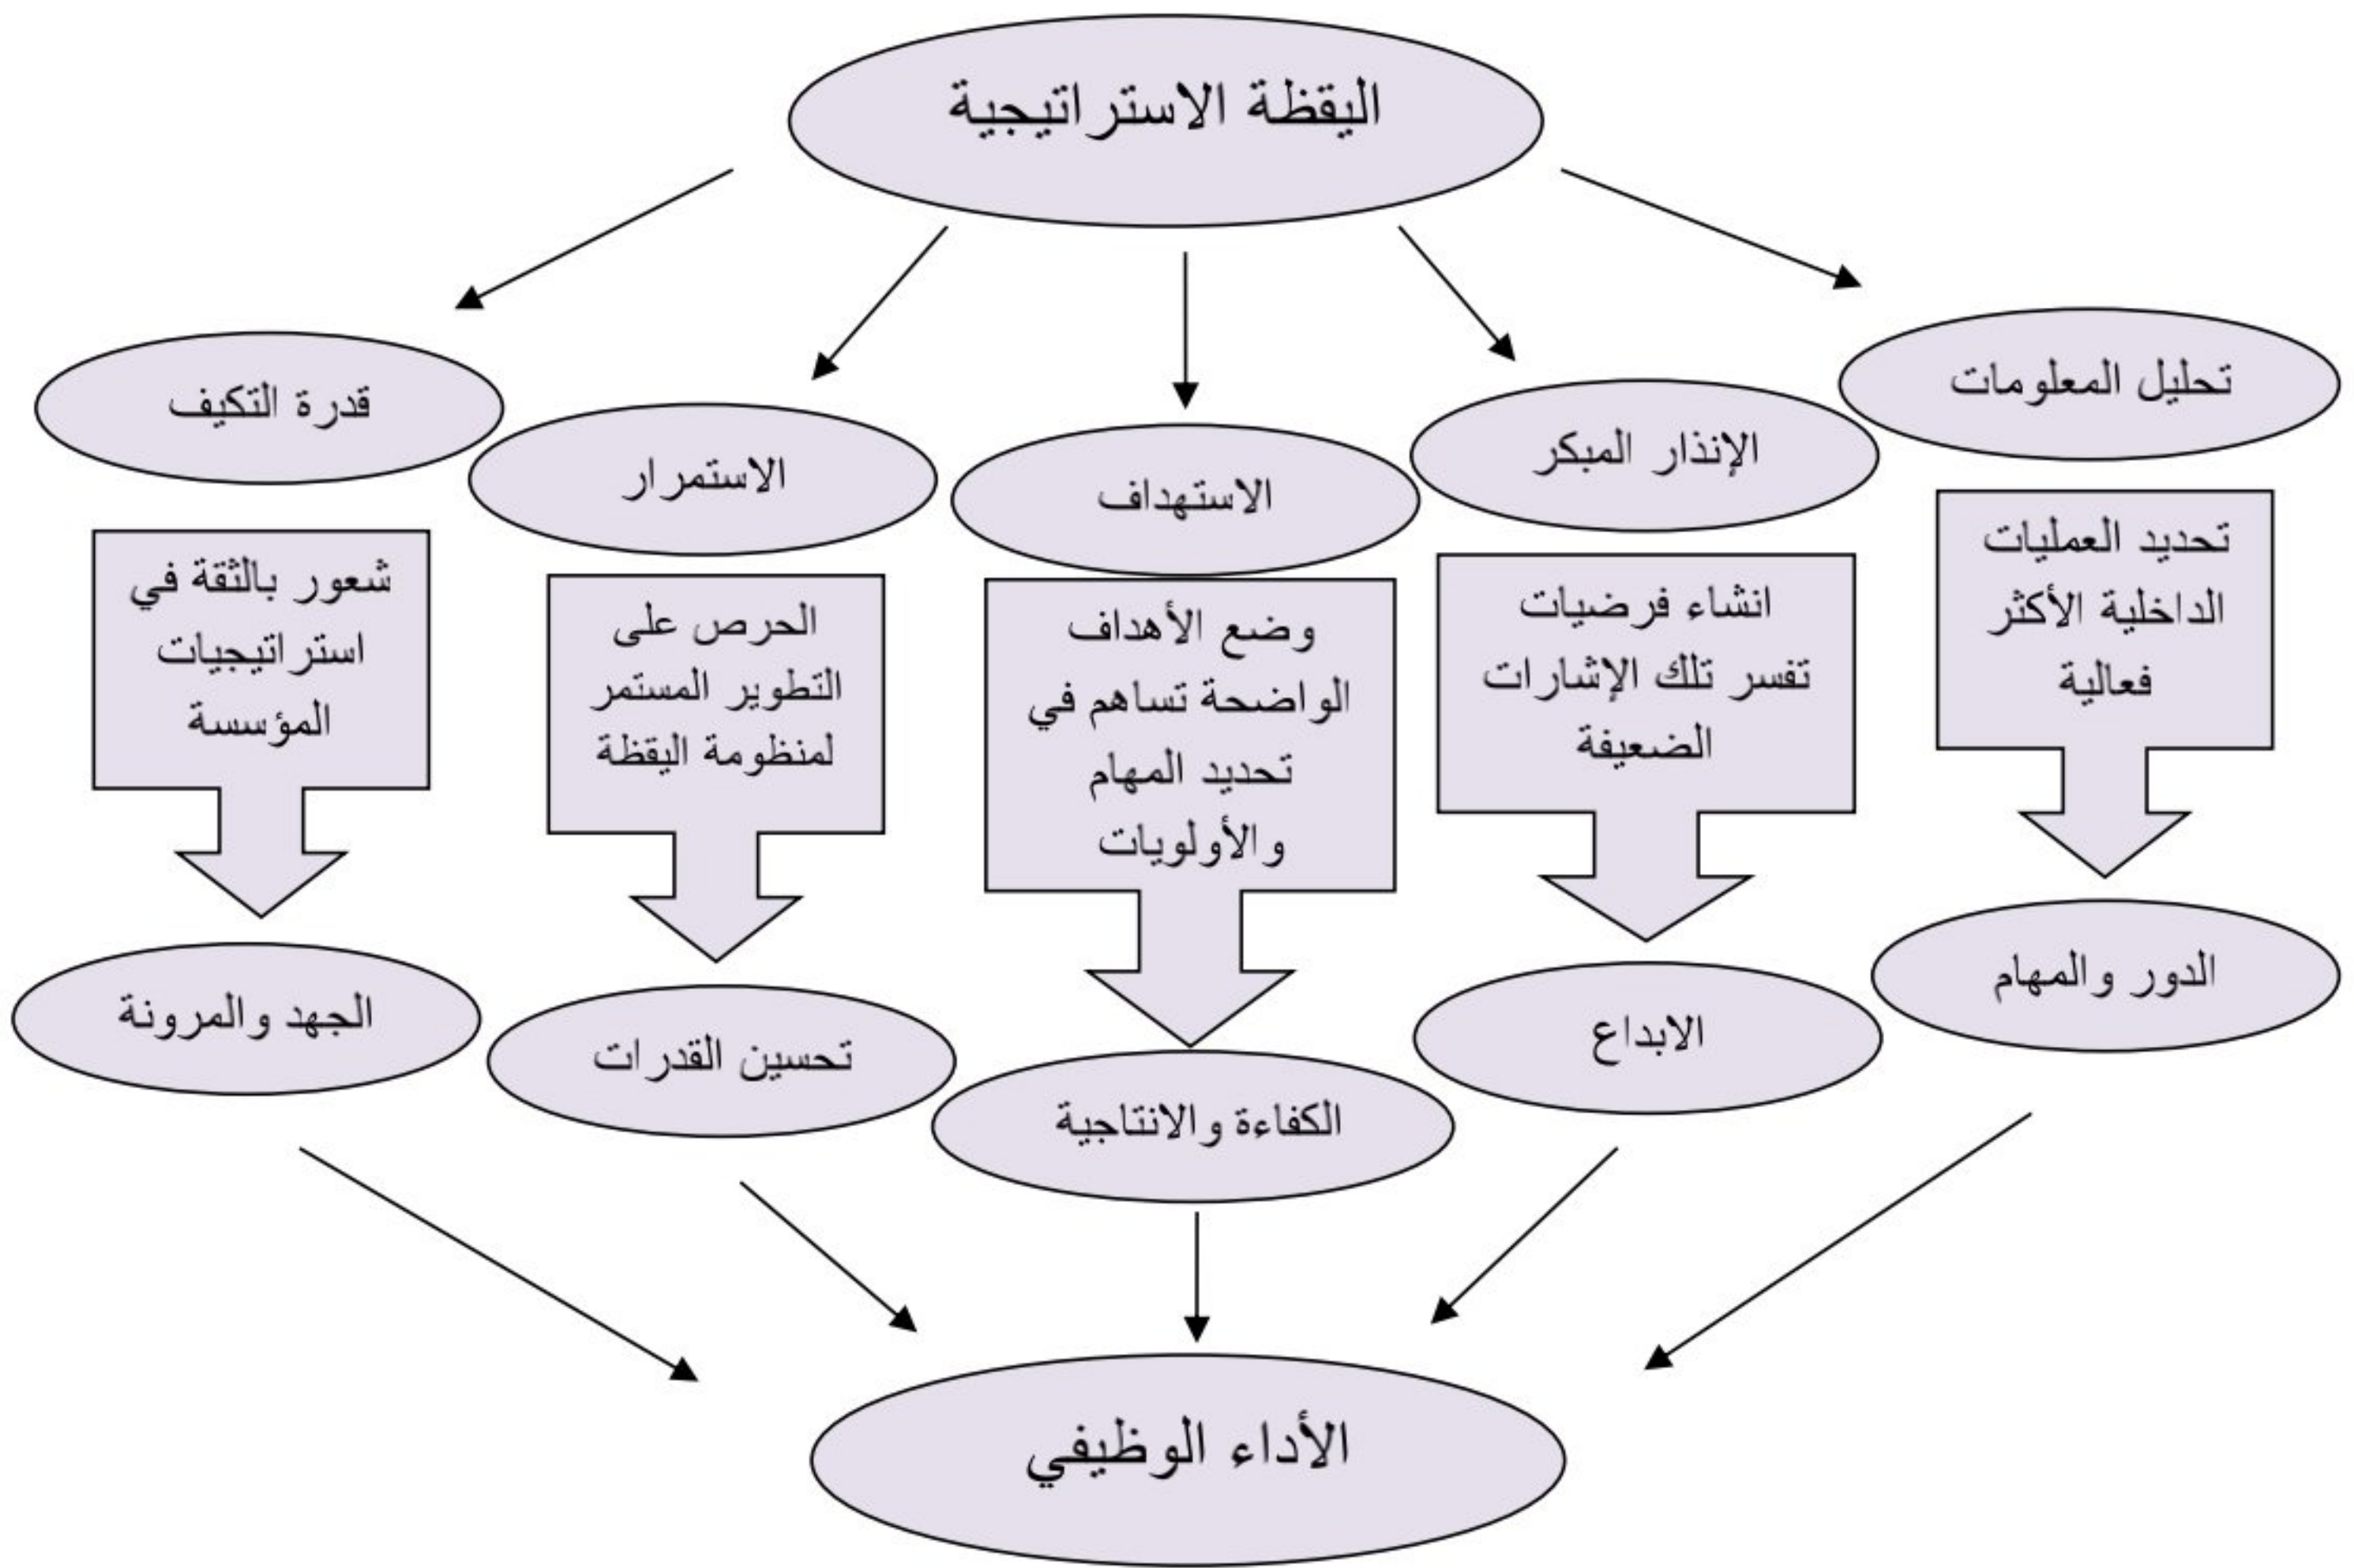 اليقظة الاستراتيجية
تحليل المعلومات
الإنذار المبكر
الاستهداف
الاستمرار
قدرة التكيف
تحديد العمليات
الداخلية الأكثر
فعالية
انشاء فرضيات
تفسر تلك الإشارات
الضعيفة
وضع الأهداف
الواضحة تساهم في
تحديد المهام
والأولويات
الحرص على
التطوير المستمر
لمنظومة اليقظة
شعور بالثقة في
استراتيجيات
المؤسسة
الدور والمهام
الابداع
الكفاءة والانتاجية
تحسين القدرات
الجهد والمرونة
الأداء الوظيفي